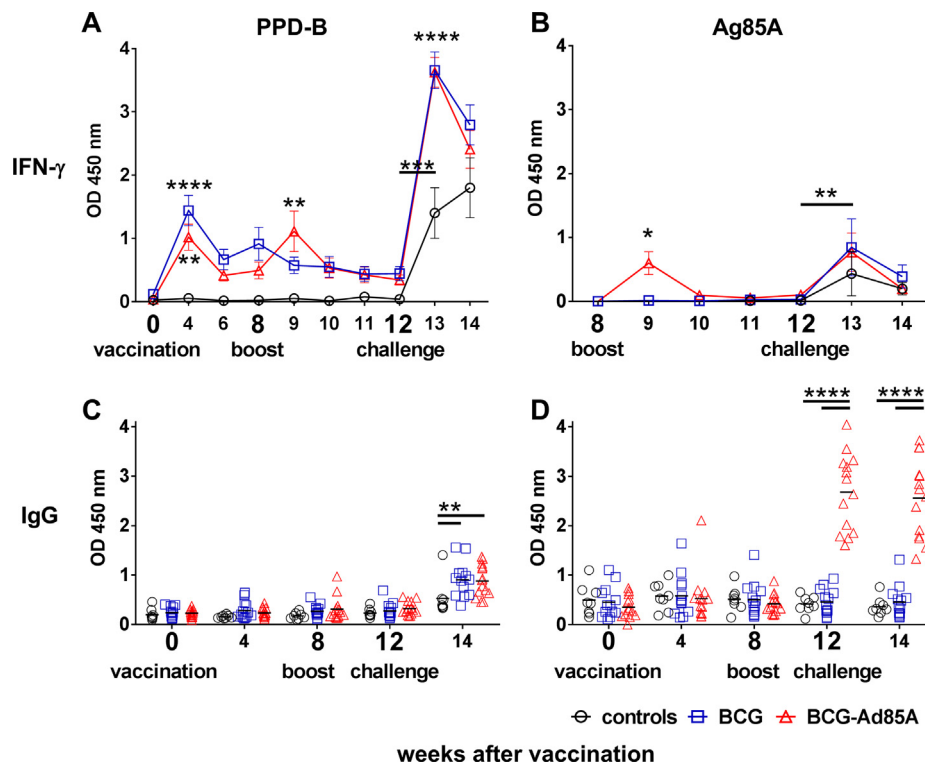 A PPD-B B Ag85A
IFN-γ
OD 450 nm
4
3
2
1
0
****
****
**
**
***
0 4 6 8 9 10 11 12 13 14
vaccination boost challenge
OD 450 nm
4
3
2
1
0
*
**
8 9 10 11 12 13 14
boost challenge
C D
IgG
OD 450 nm
4
3
2
1
0
**
0 4 8 12 14
vaccination boost challenge
OD 450 nm
4
3
2
1
0
**** ****
0 4 8 12 14
vaccination boost challenge
controls BCG BCG-Ad85A
weeks after vaccination